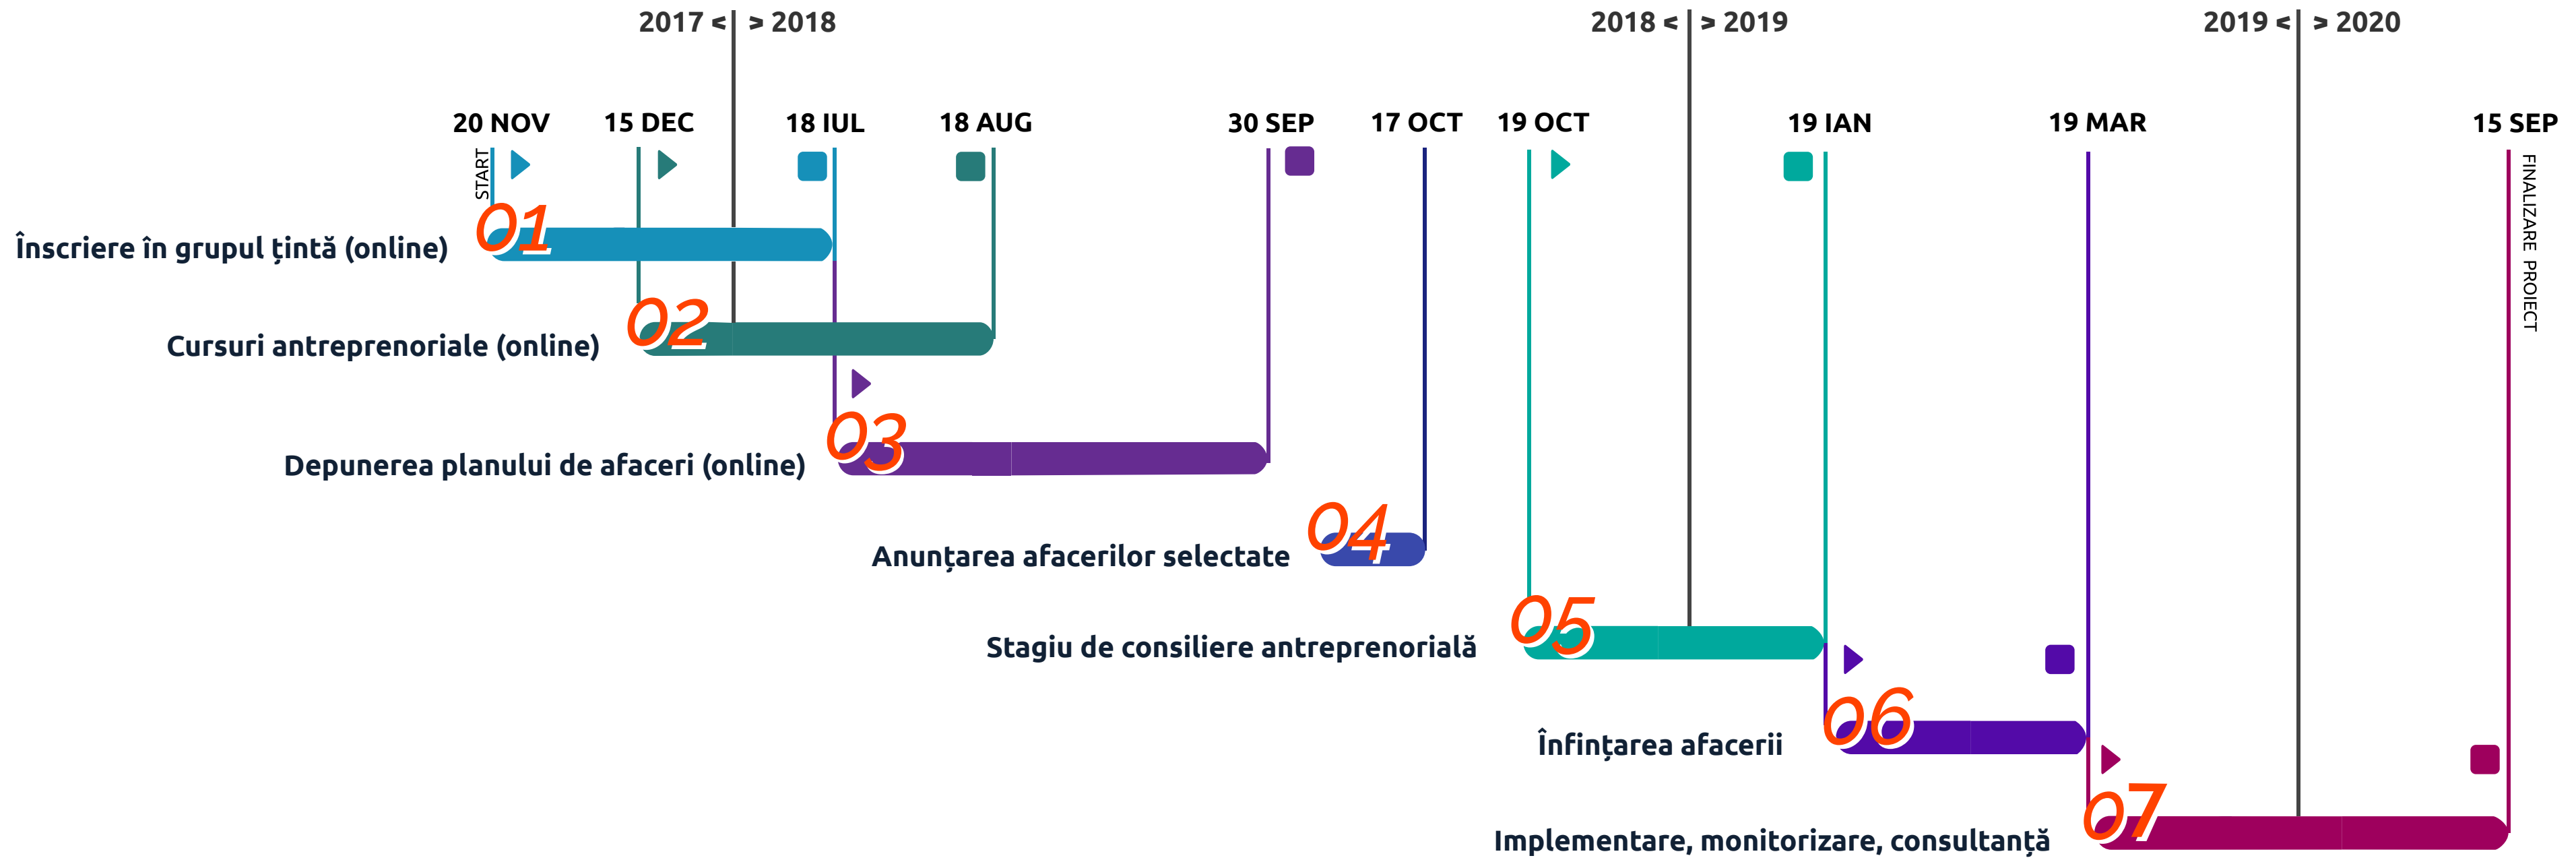 2017 < > 2018
2018 < > 2019
2019 < > 2020
20 NOV
15 DEC
18 IUL
18 AUG
30 SEP
17 OCT
19 OCT
19 IAN
19 MAR
15 SEP
START
FINALIZARE PROIECT
01
Înscriere în grupul țintă (online)
02
Cursuri antreprenoriale (online)
03
Depunerea planului de afaceri (online)
04
Anunțarea afacerilor selectate
05
Stagiu de consiliere antreprenorială
06
Înființarea afacerii
07
Implementare, monitorizare, consultanță